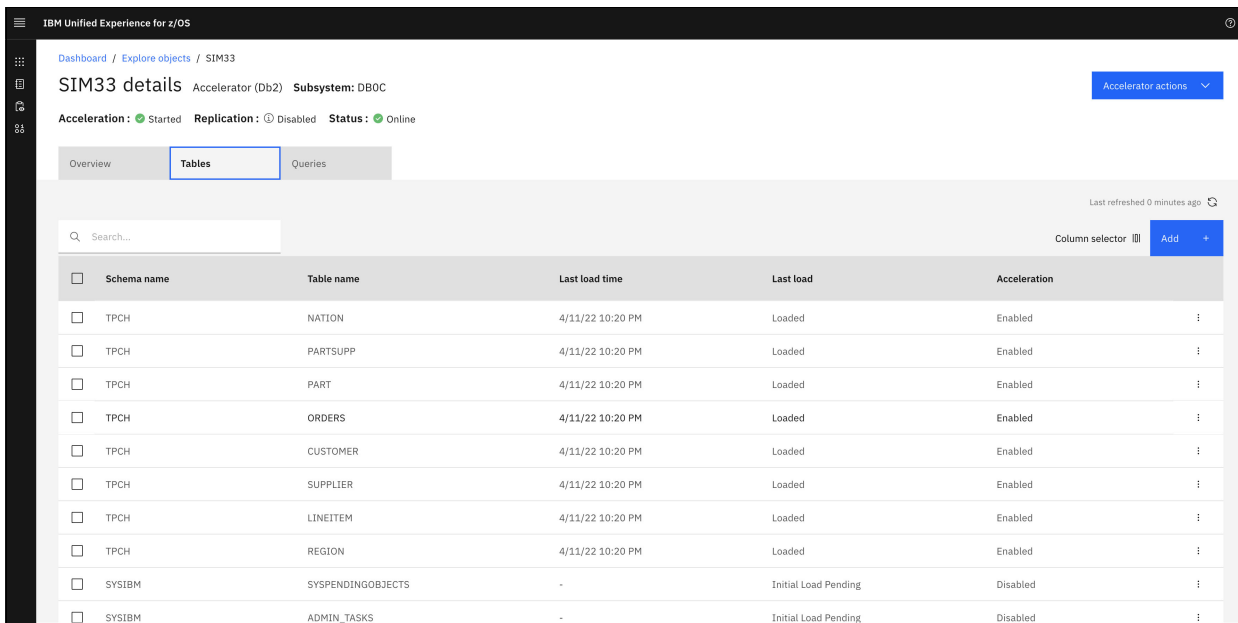 IBM Unified Experience for z/OS
Dashboard / Explore objects / SIM33
SIM33 details Accelerator (Db2) Subsystem: DB0C
Accelerator actions
Acceleration : Started Replication : Disabled Status : Online
Overview Tables Queries
Last refreshed 0 minutes ago
Search...
Column selector Add +
Schema name Table name Last load time Last load Acceleration
TPCH NATION 4/11/22 10:20 PM Loaded Enabled
TPCH PARTSUPP 4/11/22 10:20 PM Loaded Enabled
TPCH PART 4/11/22 10:20 PM Loaded Enabled
TPCH ORDERS 4/11/22 10:20 PM Loaded Enabled
TPCH CUSTOMER 4/11/22 10:20 PM Loaded Enabled
TPCH SUPPLIER 4/11/22 10:20 PM Loaded Enabled
TPCH LINEITEM 4/11/22 10:20 PM Loaded Enabled
TPCH REGION 4/11/22 10:20 PM Loaded Enabled
SYSIBM SYSPENDINGOBJECTS - Initial Load Pending Disabled
SYSIBM ADMIN_TASKS - Initial Load Pending Disabled